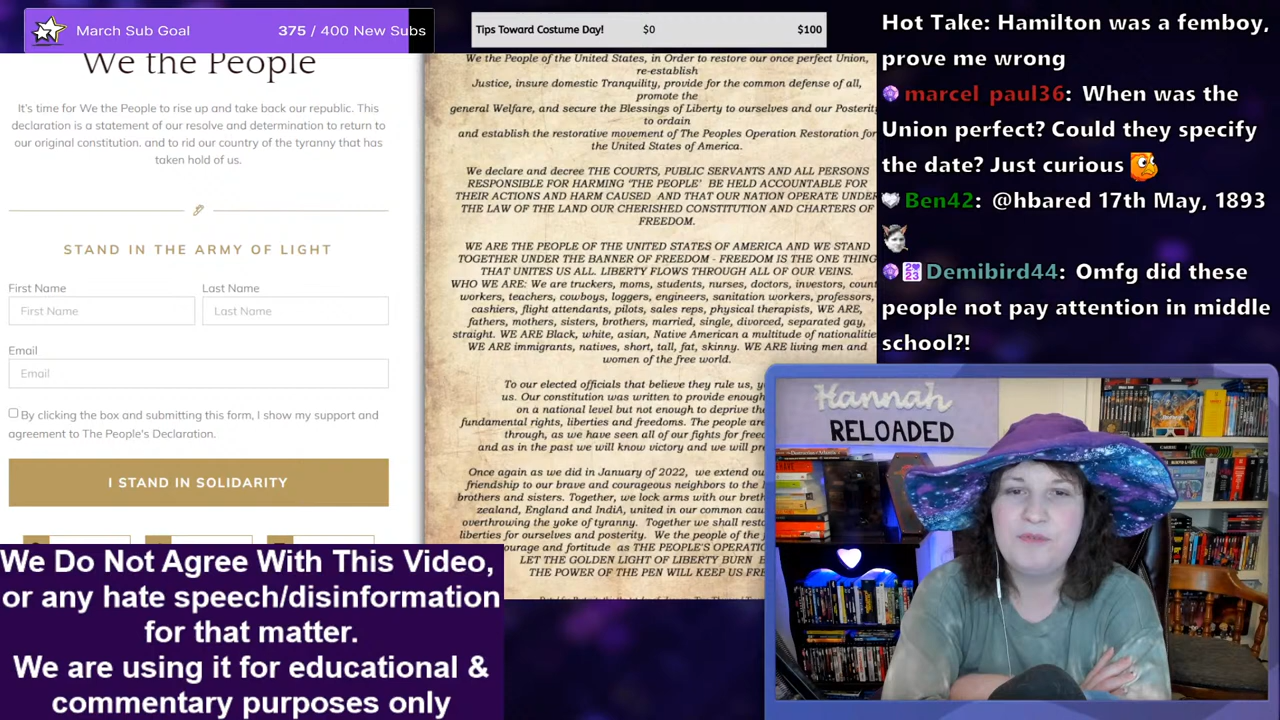 March Sub Goal
375 / 400 New Subs
Tips Toward Costume Day!
$0
$100
We the People
It's time for We the People to rise up and take back our republic. This
declaration is a statement of our resolve and determination to return to
our original constitution. and to rid our country of the tyranny that has
taken hold of us.
STAND IN THE ARMY OF LIGHT
First Name
Last Name
First Name
Last Name
Email
Email
By clicking the box and submitting this form, I show my support and
agreement to The People's Declaration.
I STAND IN SOLIDARITY
We the People of the United States, in Order to restore our once perfect Union,
re-establish
Justice, insure domestic Tranquility, provide for the common defense of all,
promote the
general Welfare, and secure the Blessings of Liberty to ourselves and our Posterity
to ordain
and establish the restorative movement of The Peoples Operation Restoration for
the United States of America.
We declare and decree THE COURTS, PUBLIC SERVANTS AND ALL PERSONS
RESPONSIBLE FOR HARMING 'THE PEOPLE' BE HELD ACCOUNTABLE FOR
THEIR ACTIONS AND HARM CAUSED AND THAT OUR NATION OPERATE UNDER
THE LAW OF THE LAND OUR CHERISHED CONSTITUTION AND CHARTERS OF
FREEDOM.
WE ARE THE PEOPLE OF THE UNITED STATES OF AMERICA AND WE STAND
TOGETHER UNDER THE BANNER OF FREEDOM - FREEDOM IS THE ONE THING
THAT UNITES US ALL. LIBERTY FLOWS THROUGH ALL OF OUR VEINS.
WHO WE ARE: We are truckers, moms, students, nurses, doctors, investors, count
workers, teachers, cowboys, loggers, engineers, sanitation workers, professors,
cashiers, flight attendants, pilots, sales reps, physical therapists, WE ARE,
fathers, mothers, sisters, brothers, married, single, divorced, separated gay,
straight. WE ARE Black, white, asian, Native American a multitude of nationalitie
WE ARE immigrants, natives, short, tall, fat, skinny. WE ARE living men and
women of the free world.
To our elected officials that believe they rule us, y
us. Our constitution was written to provide enoug
on a national level but not enough to deprive the
fundamental rights, liberties and freedoms. The people are
through, as we have seen all of our fights for free
and as in the past we will know victory and we will pre
Once again as we did in January of 2022, we extend ou
friendship to our brave and courageous neighbors to the
brothers and sisters. Together, we lock arms with our breth
zealand, England and IndiA, united in our common cau
overthrowing the yoke of tyranny. Together we shall resto
liberties for ourselves and posterity. We the people of the
ourage and fortitude as THE PEOPLE'S OPERATIO
LET THE GOLDEN LIGHT OF LIBERTY BURN B
THE POWER OF THE PEN WILL KEEP US FRE
We Do Not Agree With This Video,
or any hate speech/disinformation
for that matter.
We are using it for educational &
commentary purposes only
Hot Take: Hamilton was a femboy,
prove me wrong
marcel_paul36: When was the
Union perfect? Could they specify
the date? Just curious
Ben42: @hbared 17th May, 1893
2023
Demibird44: Omfg did these
people not pay attention in middle
school?!
Hannah
RELOADED